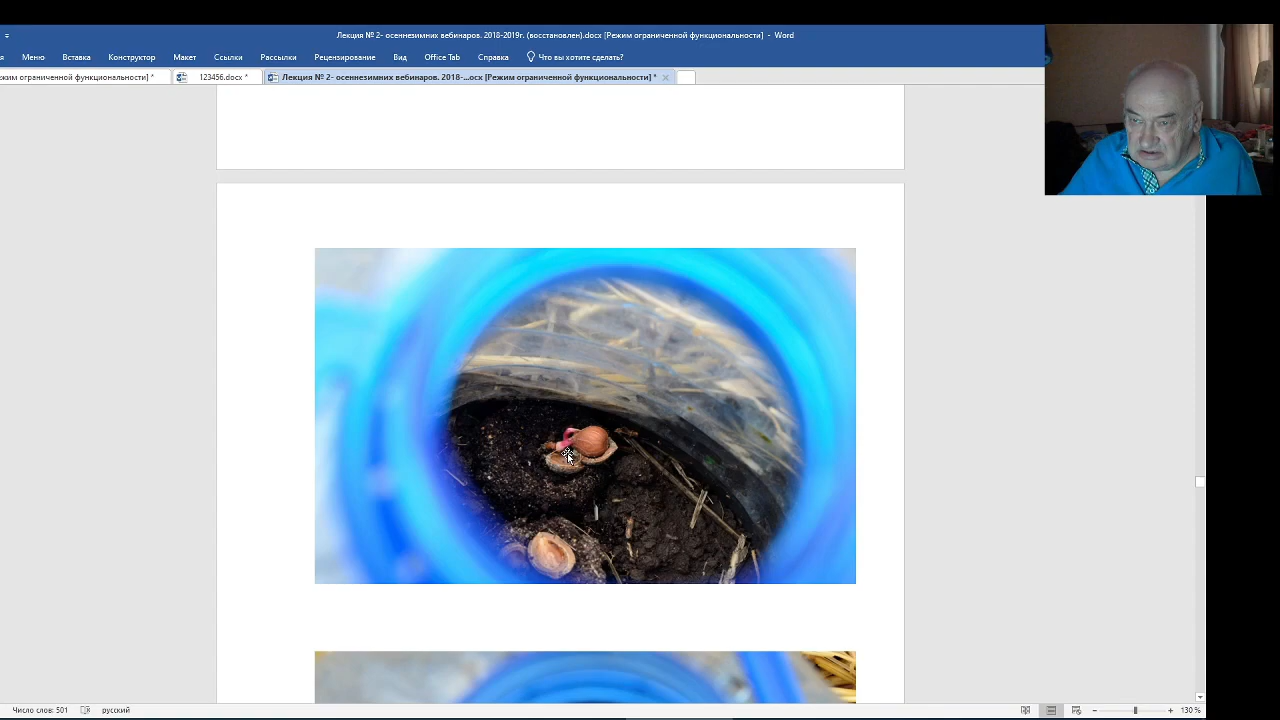 Лекция № 2- осеннезимних вебинаров. 2018-2019г. (восстановлен).docx [Режим ограниченной функциональности] - Word
я Меню Вставка Конструктор Макет Ссылки Рассылки Рецензирование Вид Office Tab Справка Что вы хотите сделать?
жим ограниченной функциональности] * 123456.docx * Лекция № 2- осеннезимних вебинаров. 2018-...оск [Режим ограниченной функциональности] *
Число слов: 501 русский 130 %